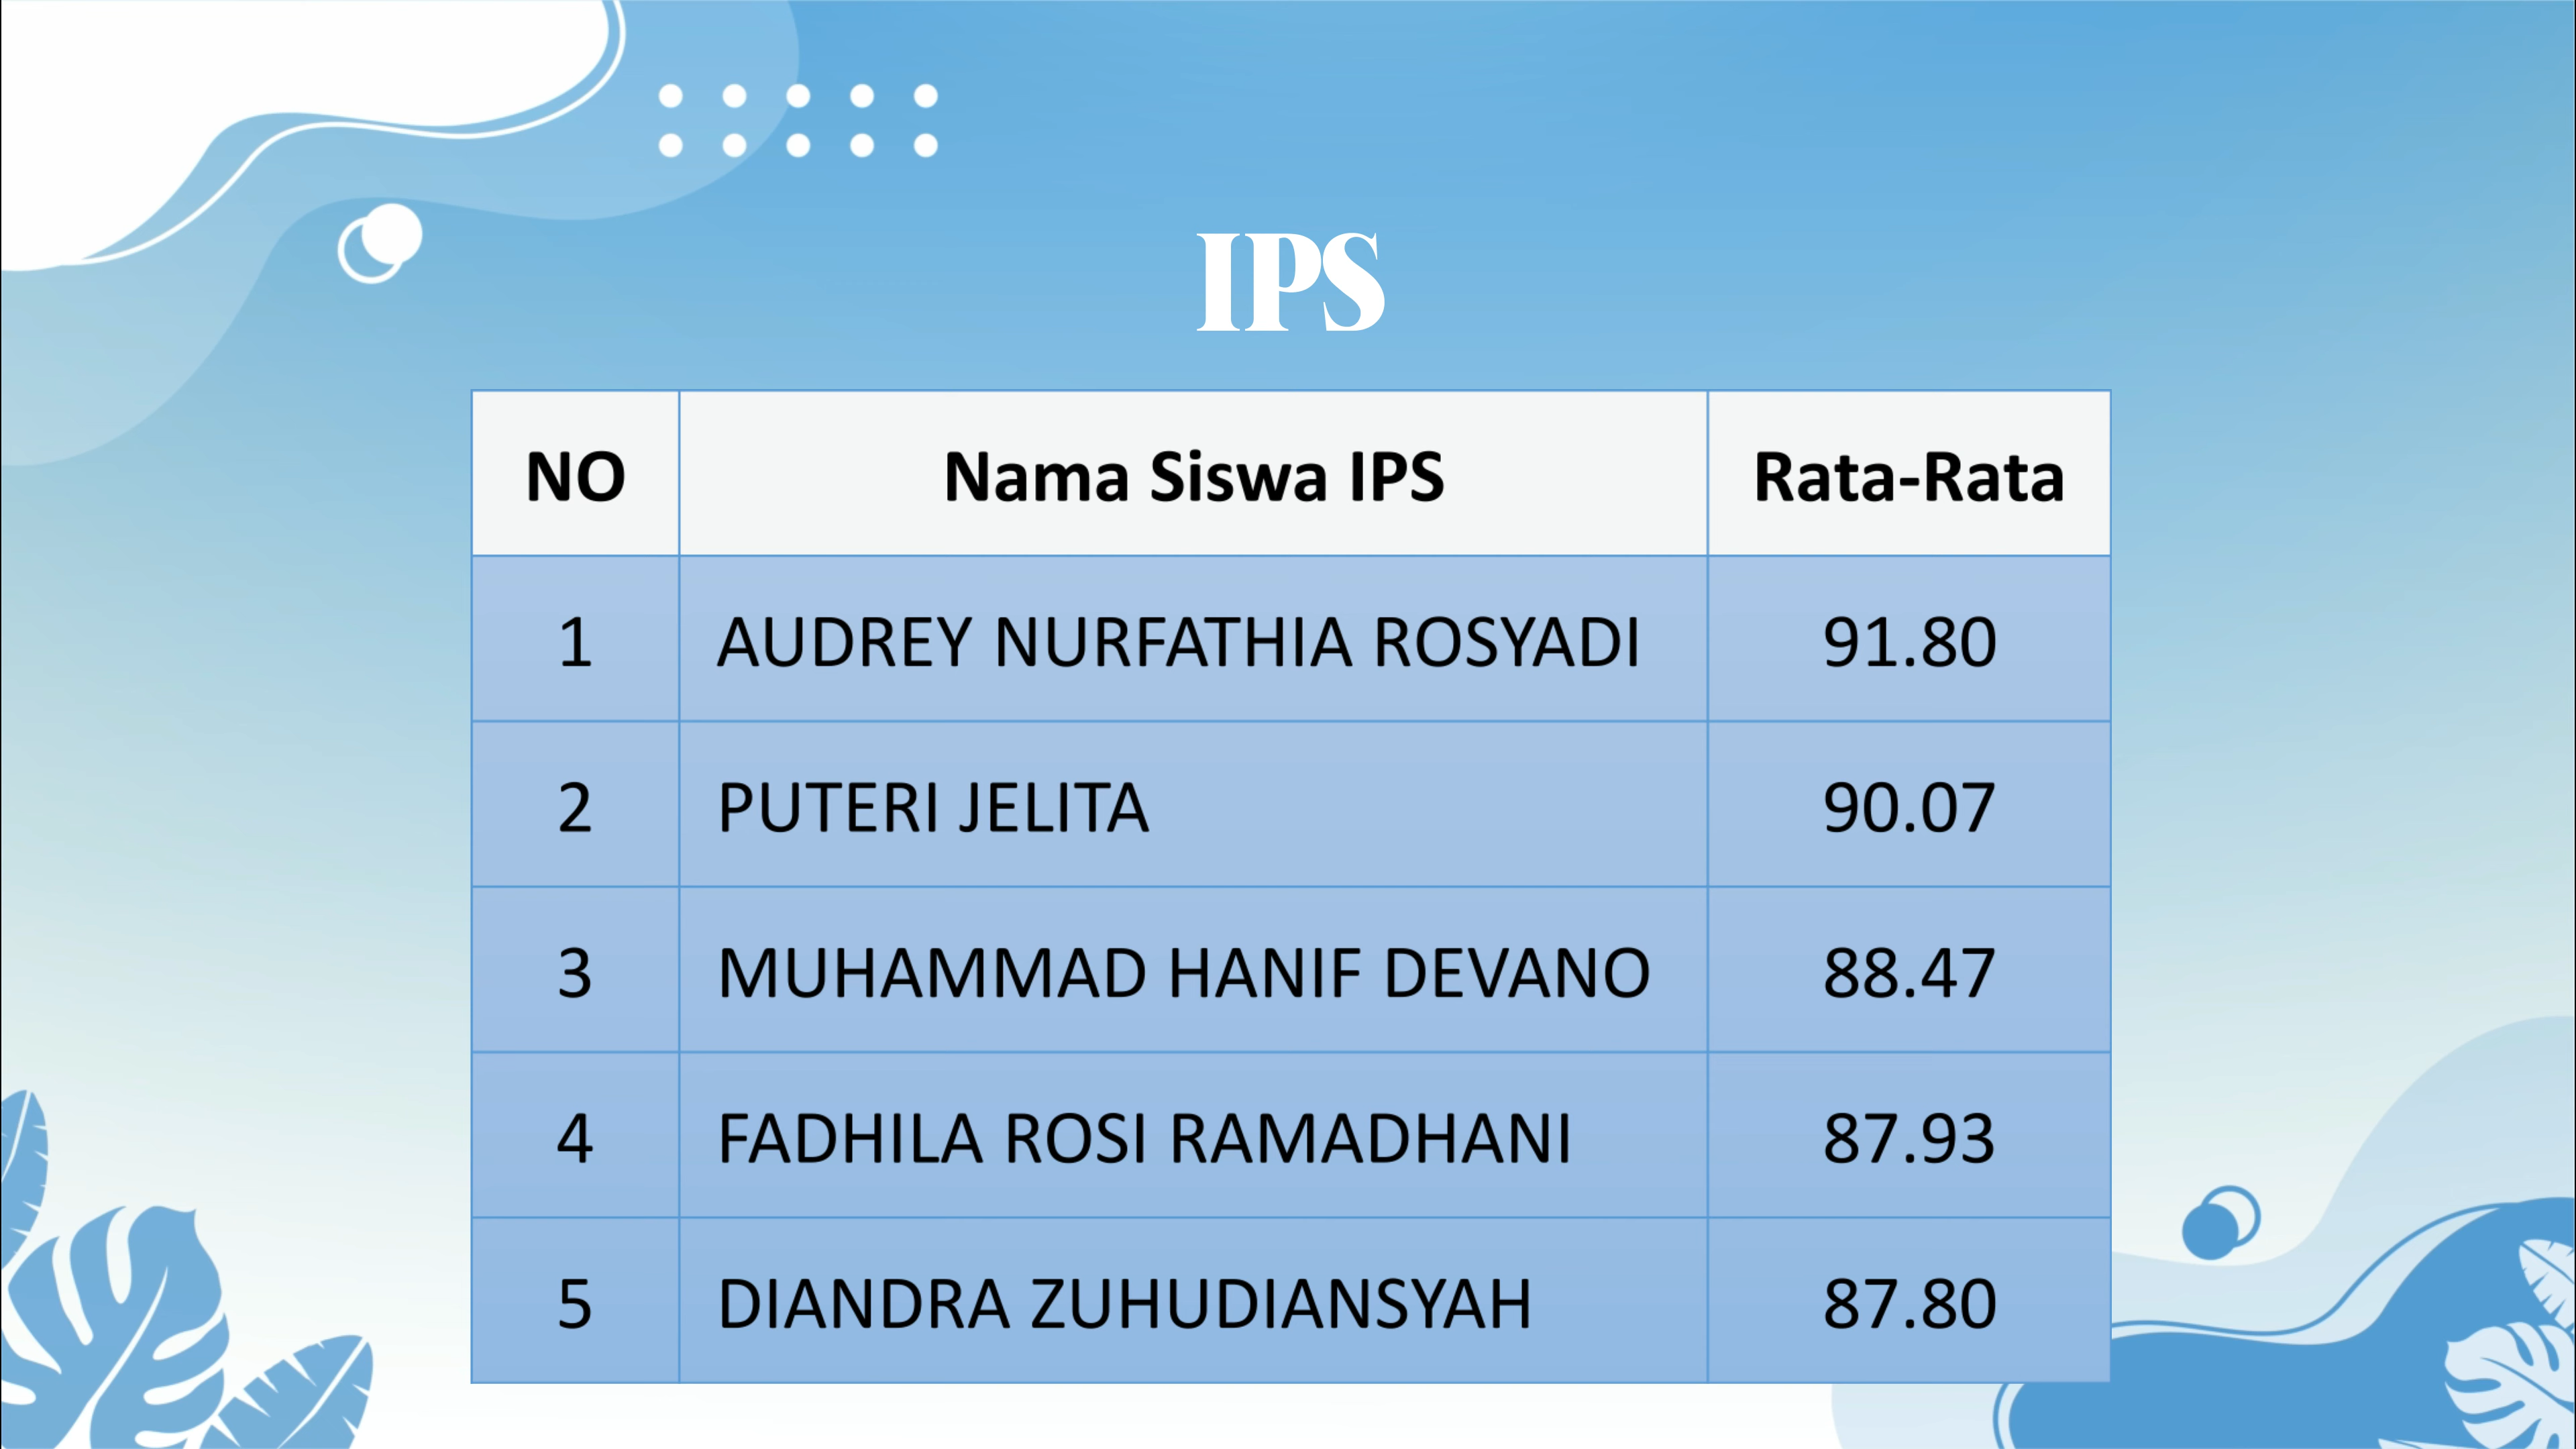 IPS
NO Nama Siswa IPS Rata-Rata
1 AUDREY NURFATHIA ROSYADI 91.80
2 PUTERI JELITA 90.07
3 MUHAMMAD HANIF DEVANO 88.47
4 FADHILA ROSI RAMADHANI 87.93
5 DIANDRA ZUHUDIANSYAH 87.80